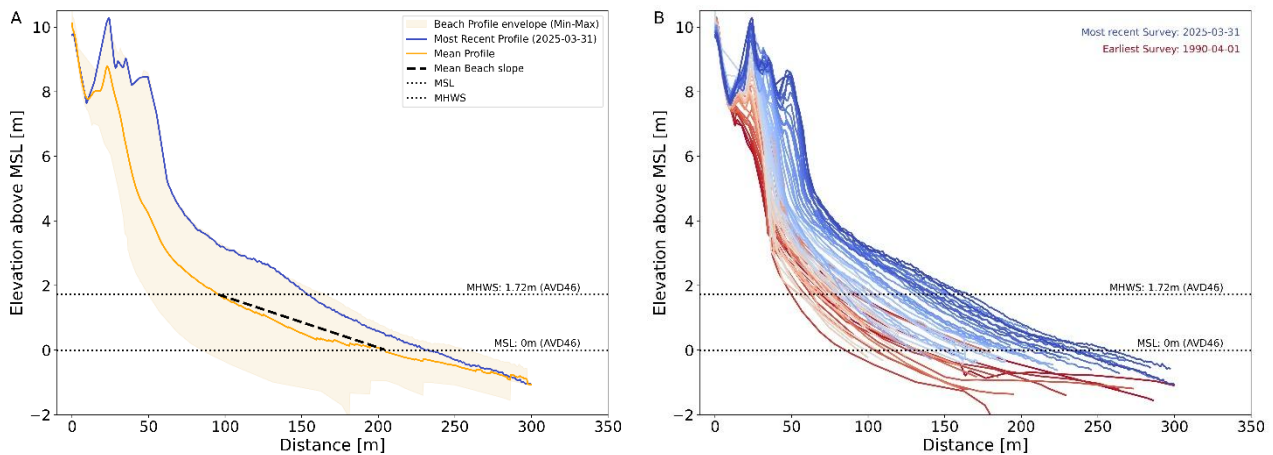 A
Elevation above MSL [m]
10
8
6
4
2
0
−2
Beach Profile envelope (Min-Max)
Most Recent Profile (2025-03-31)
Mean Profile
Mean Beach slope
MSL
MHWS
MHWS: 1.72m (AVD46)
MSL: 0m (AVD46)
0 50 100 150 200 250 300 350
Distance [m]
B
Elevation above MSL [m]
10
8
6
4
2
0
−2
Most recent Survey: 2025-03-31
Earliest Survey: 1990-04-01
MHWS: 1.72m (AVD46)
MSL: 0m (AVD46)
0 50 100 150 200 250 300 350
Distance [m]